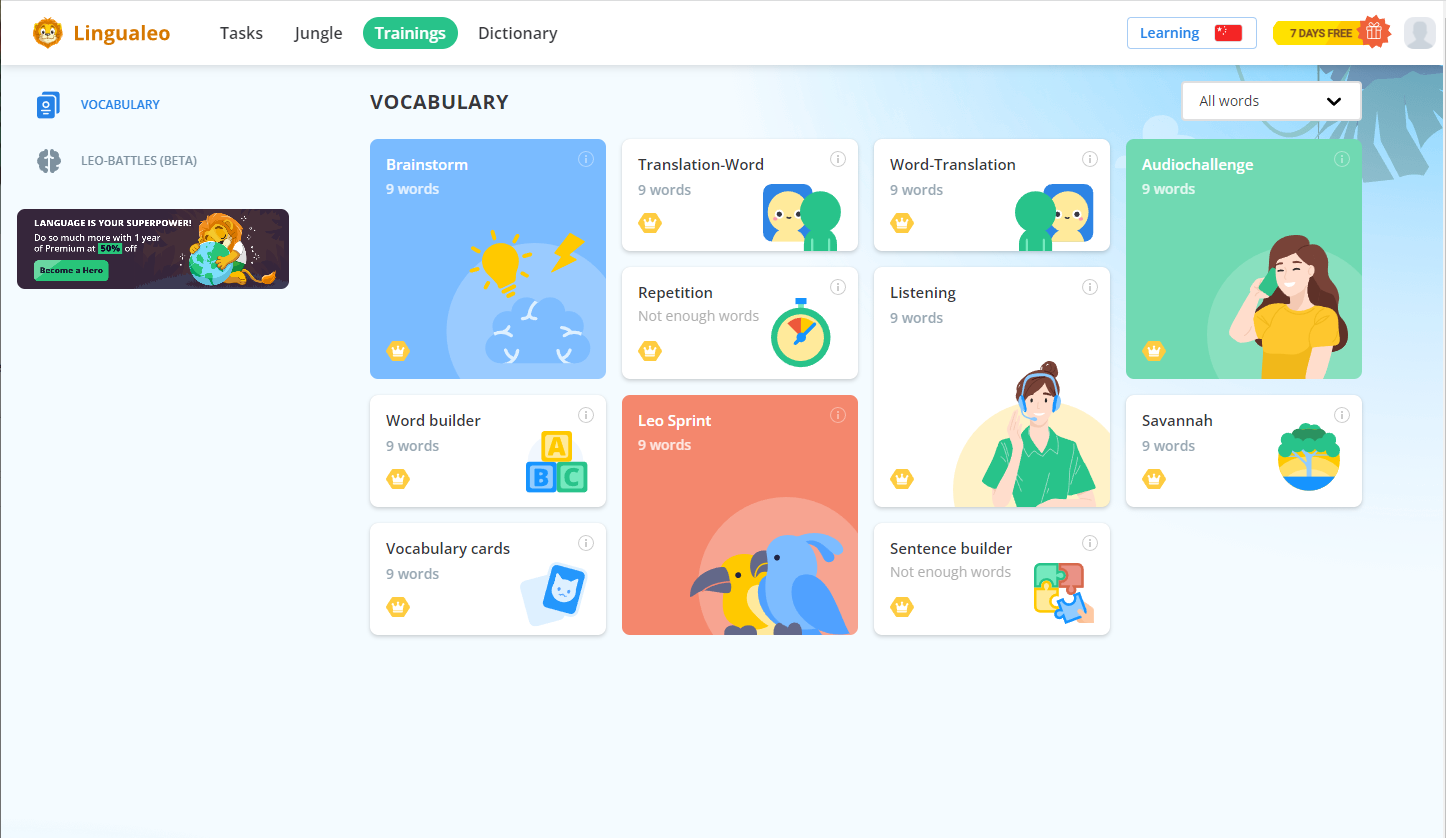 Lingualeo
Tasks
Jungle
Trainings
Dictionary
Learning
7 DAYS FREE
VOCABULARY
LEO-BATTLES (BETA)
LANGUAGE IS YOUR SUPERPOWER!
Do so much more with 1 year
of Premium at 50% off
Become a Hero
VOCABULARY
All words
Brainstorm
9 words
Translation-Word
9 words
Word-Translation
9 words
Audiochallenge
9 words
Repetition
Not enough words
Listening
9 words
Word builder
9 words
A
B C
Leo Sprint
9 words
Savannah
9 words
Vocabulary cards
9 words
Sentence builder
Not enough words